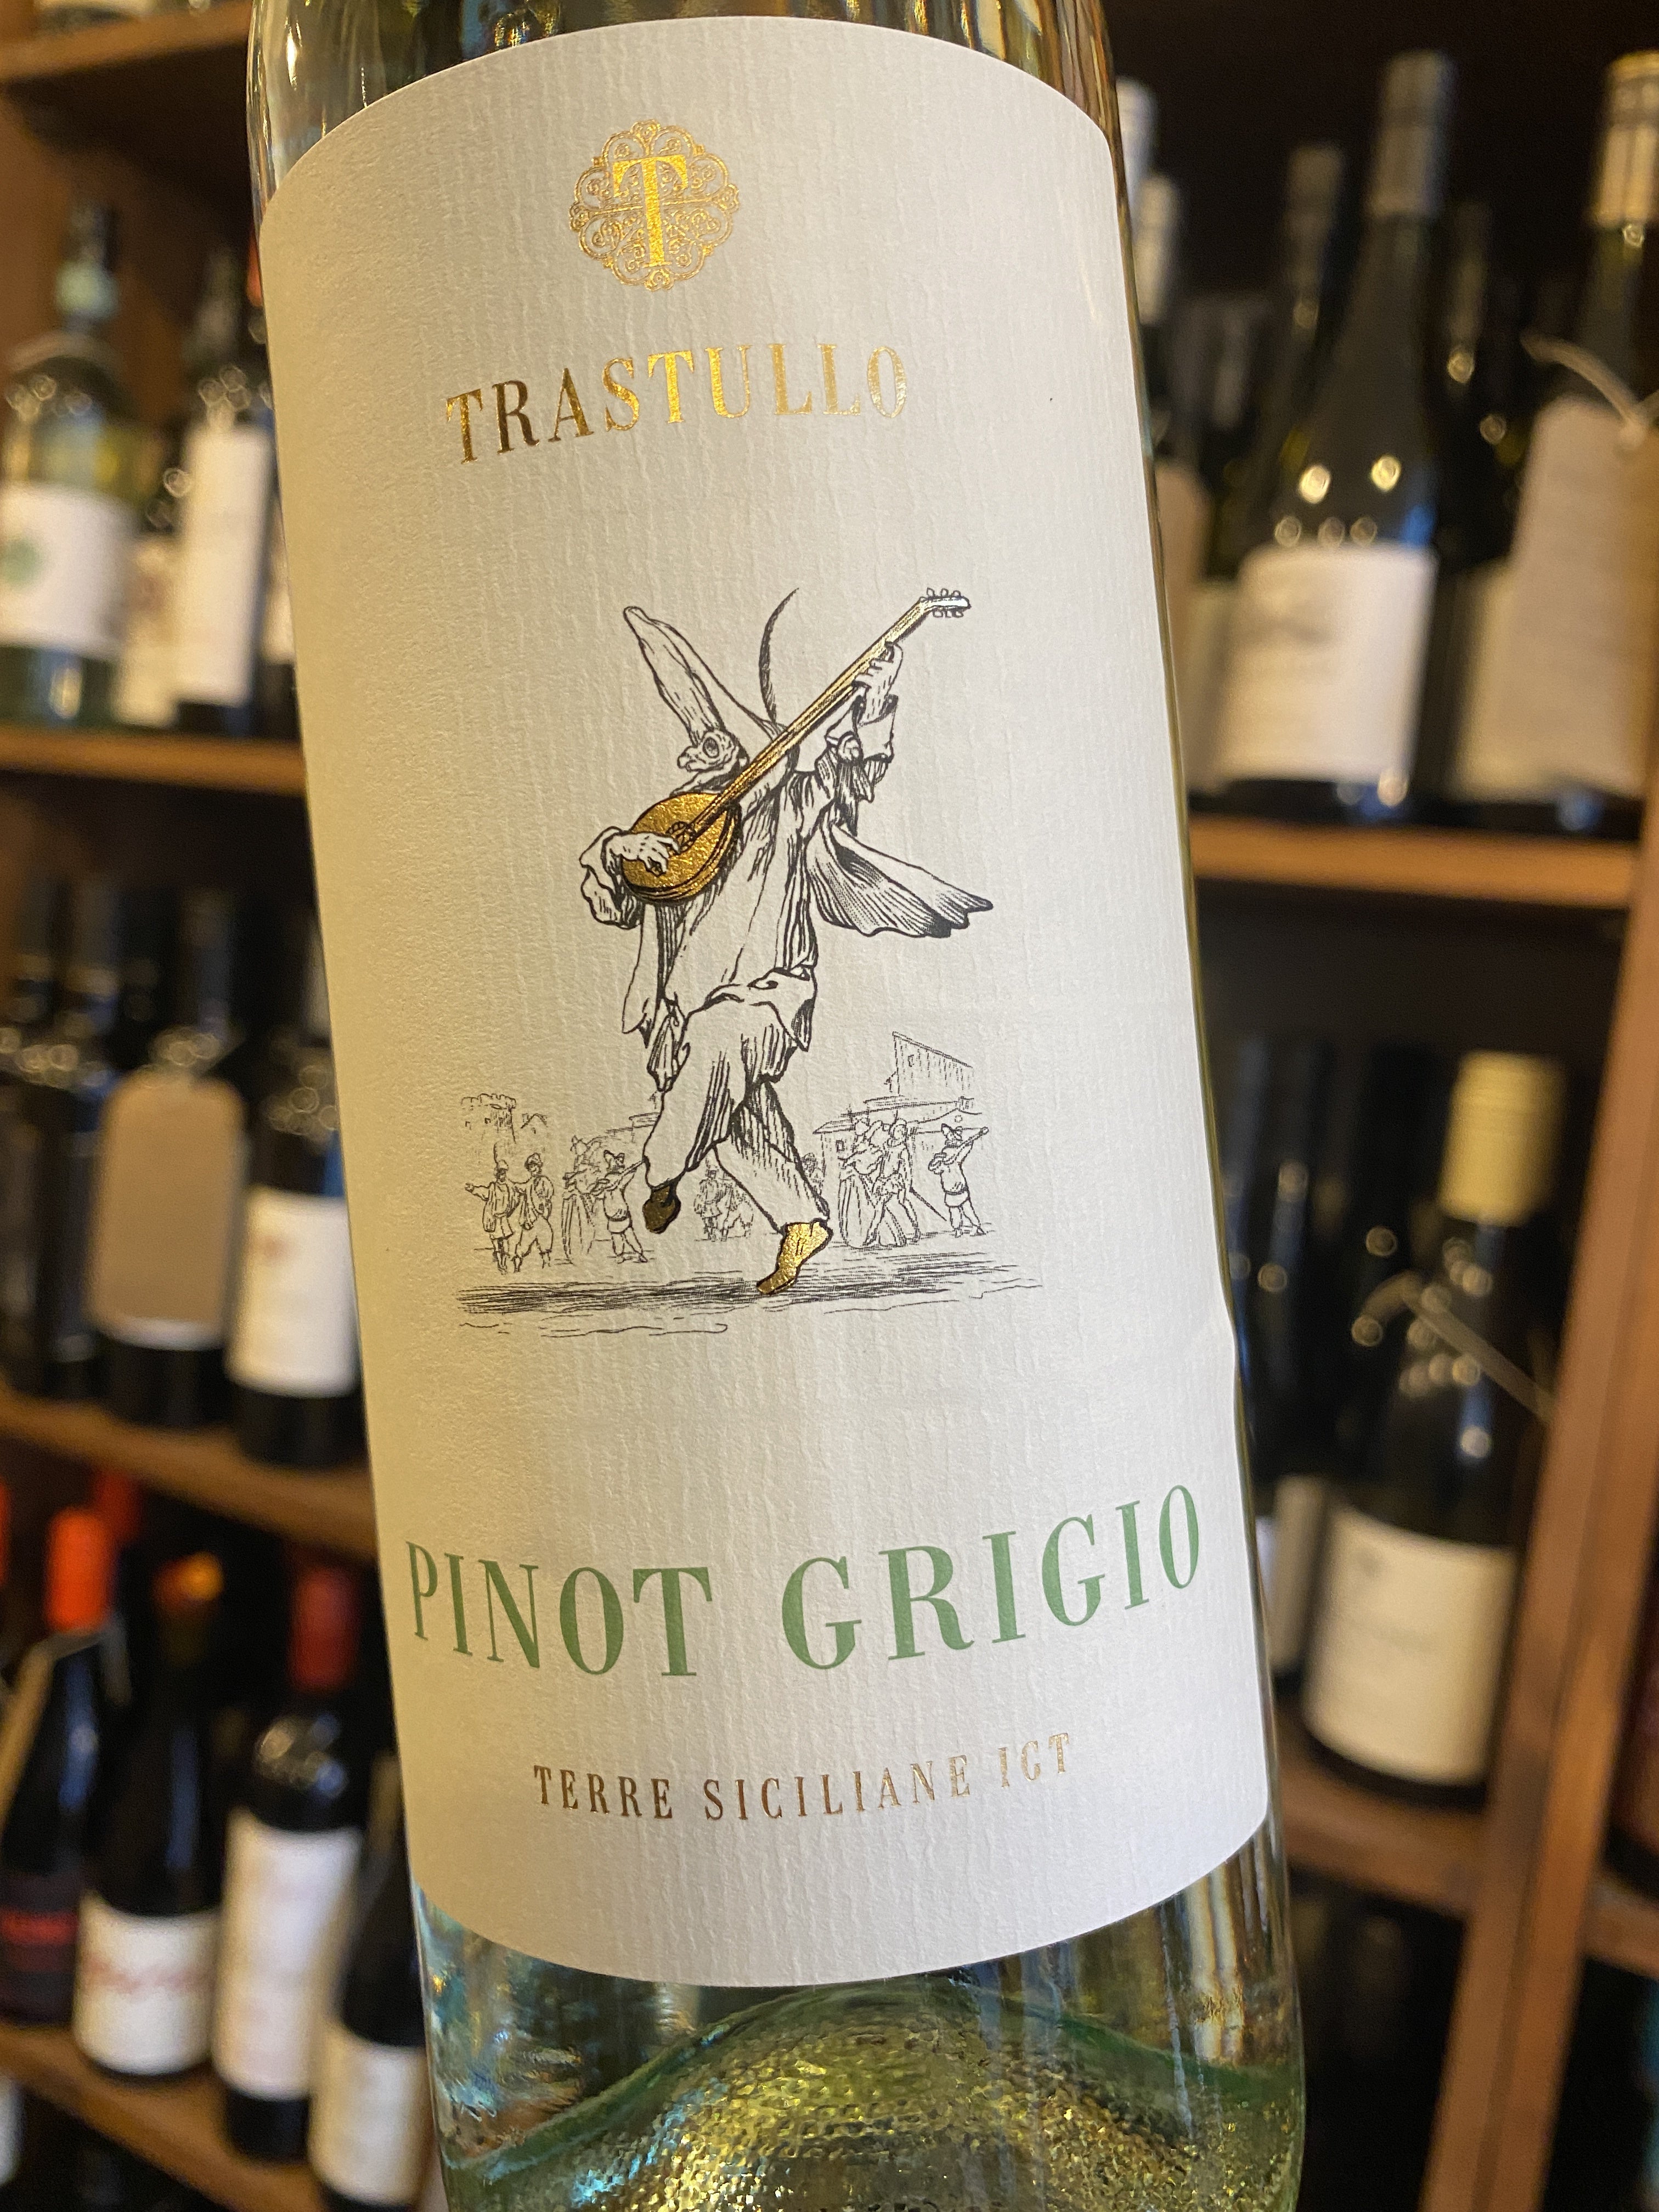 T
TRASTULLO
PINOT GRIGIO
TERRE SICILIANE IGT